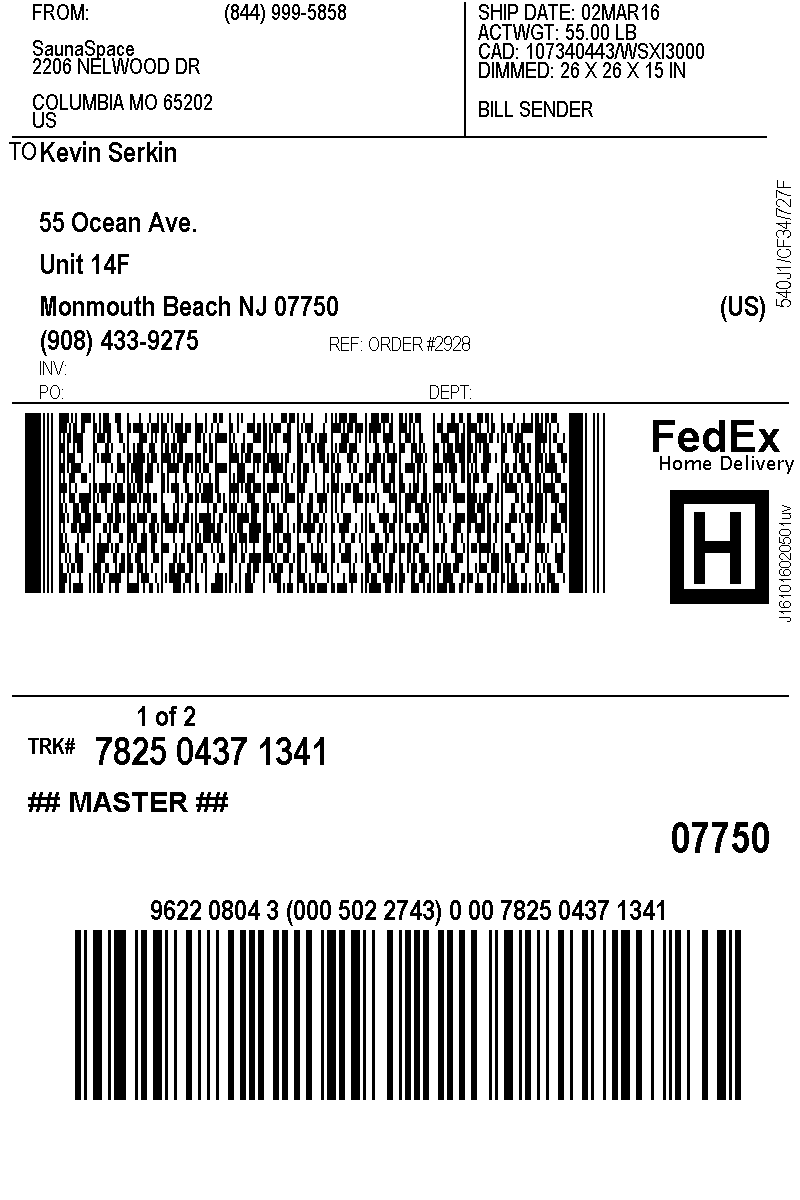 FROM: (844) 999-5858
SaunaSpace
2206 NELWOOD DR
COLUMBIA MO 65202
US
SHIP DATE: 02MAR16
ACTWGT: 55.00 LB
CAD: 107340443/WSXI3000
DIMMED: 26 X 26 X 15 IN
BILL SENDER
TO Kevin Serkin
55 Ocean Ave.
Unit 14F
Monmouth Beach NJ 07750 (US)
(908) 433-9275 REF: ORDER #2928
INV:
PO: DEPT:
540J1/CF34/727F
FedEx
Home Delivery
H
J161016020501uv
1 of 2
TRK# 7825 0437 1341
## MASTER ##
07750
9622 0804 3 (000 502 2743) 0 00 7825 0437 1341